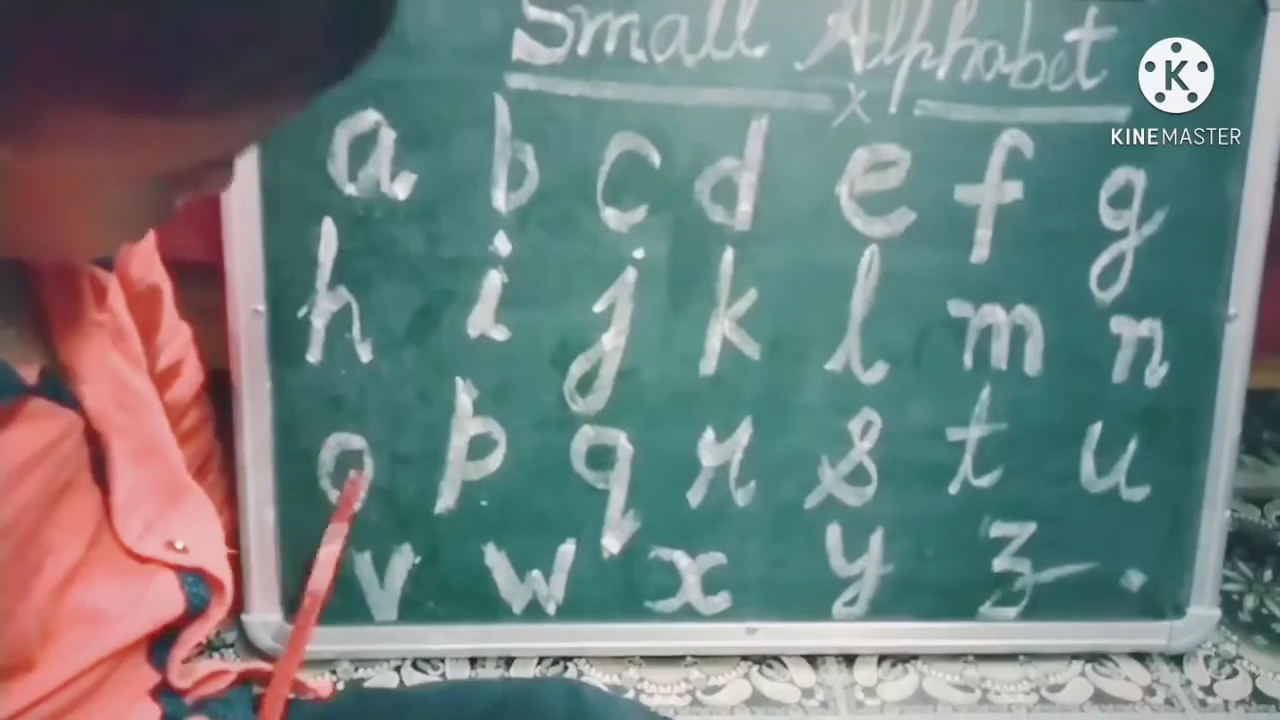 Small Alphabet
x
a b c d e f g
h i j k l m n
o p q r s t u
v w x y z .
K
KINEMASTER